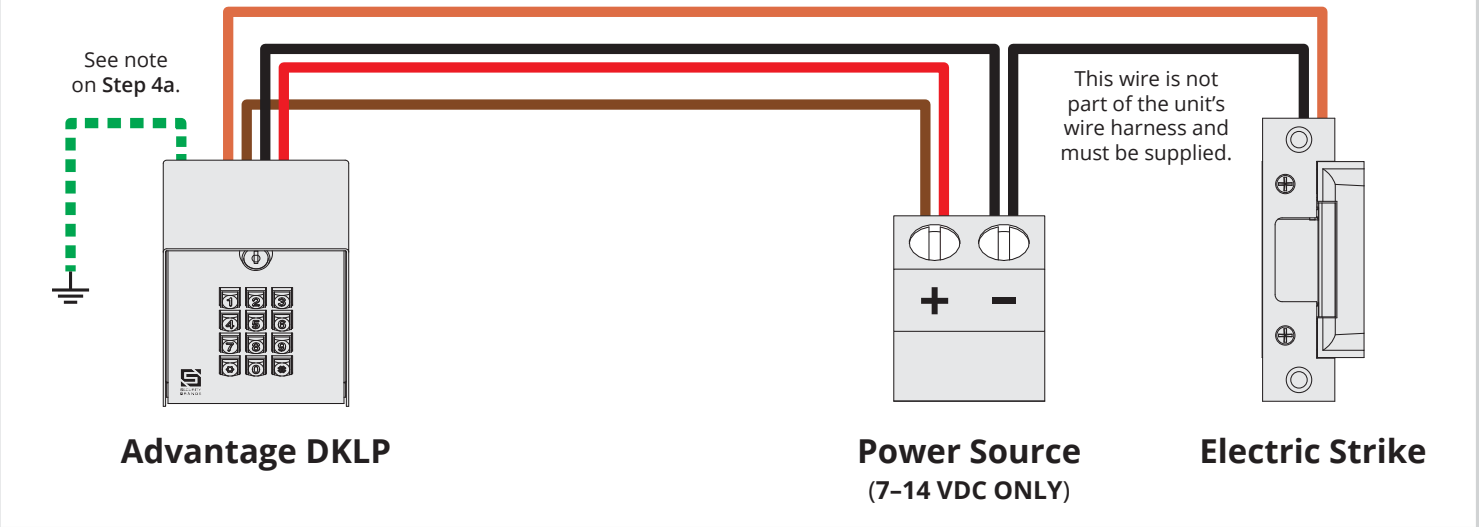 See note
on Step 4a.
This wire is not
part of the unit’s
wire harness and
must be supplied.
1 2 3
4 5 6
7 8 9
0 #
+ −
SECURITY
BRANDS
Advantage DKLP
Power Source
(7–14 VDC ONLY)
Electric Strike